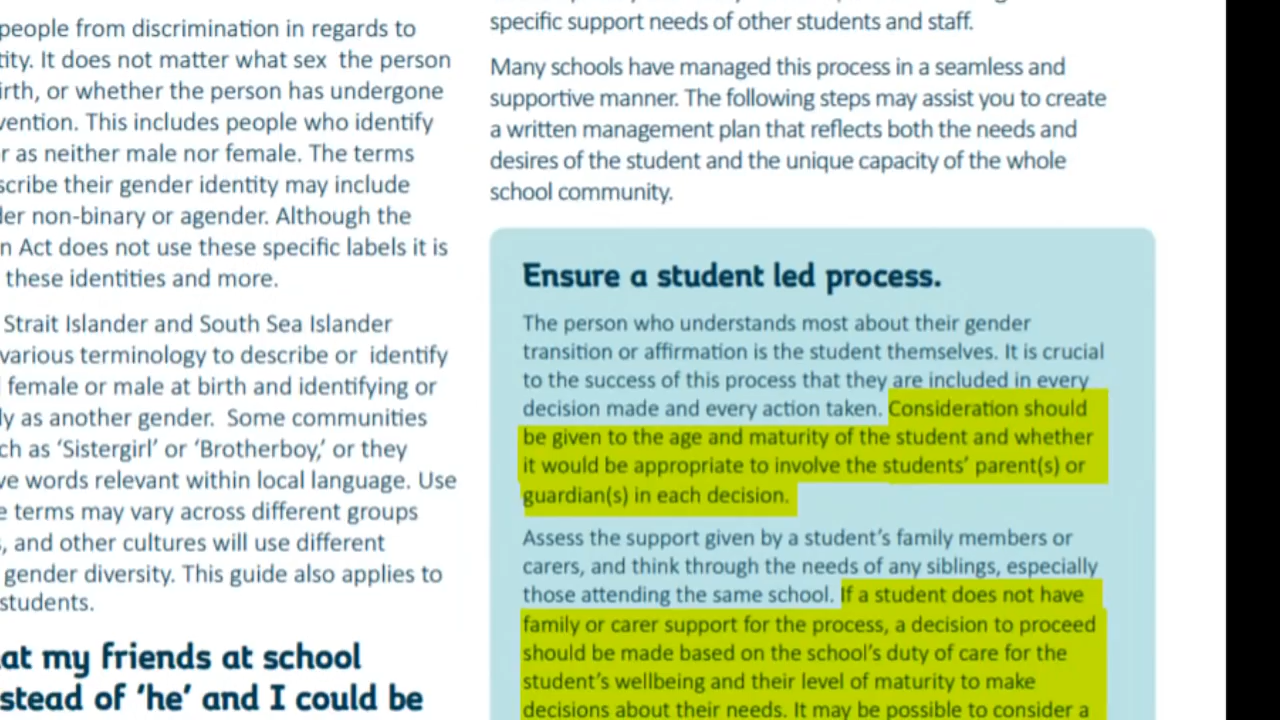 people from discrimination in regards to
tity. It does not matter what sex the person
irth, or whether the person has undergone
vention. This includes people who identify
r as neither male nor female. The terms
scribe their gender identity may include
der non-binary or agender. Although the
n Act does not use these specific labels it is
these identities and more.
Strait Islander and South Sea Islander
various terminology to describe or identify
female or male at birth and identifying or
ly as another gender. Some communities
ch as ‘Sistergirl’ or ‘Brotherboy,’ or they
ve words relevant within local language. Use
e terms may vary across different groups
s, and other cultures will use different
gender diversity. This guide also applies to
students.
at my friends at school
stead of ‘he’ and I could be
specific support needs of other students and staff.
Many schools have managed this process in a seamless and
supportive manner. The following steps may assist you to create
a written management plan that reflects both the needs and
desires of the student and the unique capacity of the whole
school community.
Ensure a student led process.
The person who understands most about their gender
transition or affirmation is the student themselves. It is crucial
to the success of this process that they are included in every
decision made and every action taken. Consideration should
be given to the age and maturity of the student and whether
it would be appropriate to involve the students’ parent(s) or
guardian(s) in each decision.
Assess the support given by a student’s family members or
carers, and think through the needs of any siblings, especially
those attending the same school. If a student does not have
family or carer support for the process, a decision to proceed
should be made based on the school’s duty of care for the
student’s wellbeing and their level of maturity to make
decisions about their needs. It may be possible to consider a